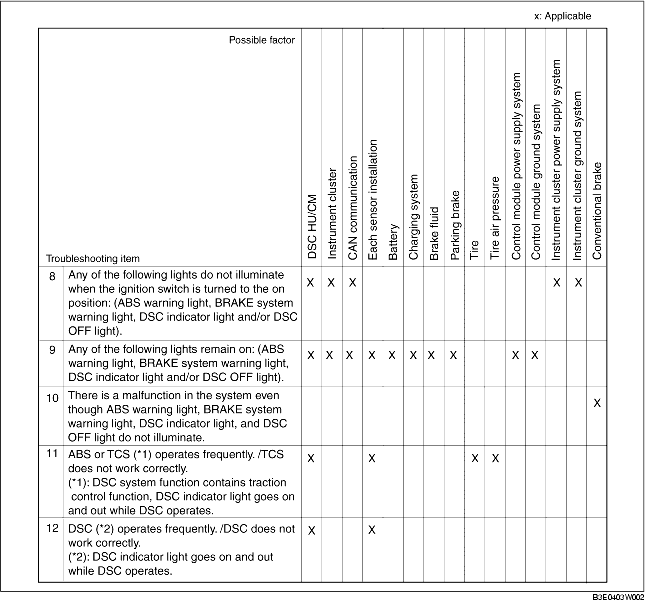 x: Applicable
Possible factor
Troubleshooting item
DSC HU/CM
Instrument cluster
CAN communication
Each sensor installation
Battery
Charging system
Brake fluid
Parking brake
Tire
Tire air pressure
Control module power supply system
Control module ground system
Instrument cluster power supply system
Instrument cluster ground system
Conventional brake
8 Any of the following lights do not illuminate
when the ignition switch is turned to the on
position: (ABS warning light, BRAKE system
warning light, DSC indicator light and/or DSC
OFF light).
X X X X X
9 Any of the following lights remain on: (ABS
warning light, BRAKE system warning light,
DSC indicator light and/or DSC OFF light).
X X X X X X X X X X
10 There is a malfunction in the system even
though ABS warning light, BRAKE system
warning light, DSC indicator light, and DSC
OFF light do not illuminate.
X
11 ABS or TCS (*1) operates frequently. /TCS
does not work correctly.
(*1): DSC system function contains traction
control function, DSC indicator light goes on
and out while DSC operates.
X X X X
12 DSC (*2) operates frequently. /DSC does not
work correctly.
(*2): DSC indicator light goes on and out
while DSC operates.
X X
B3E0403W002